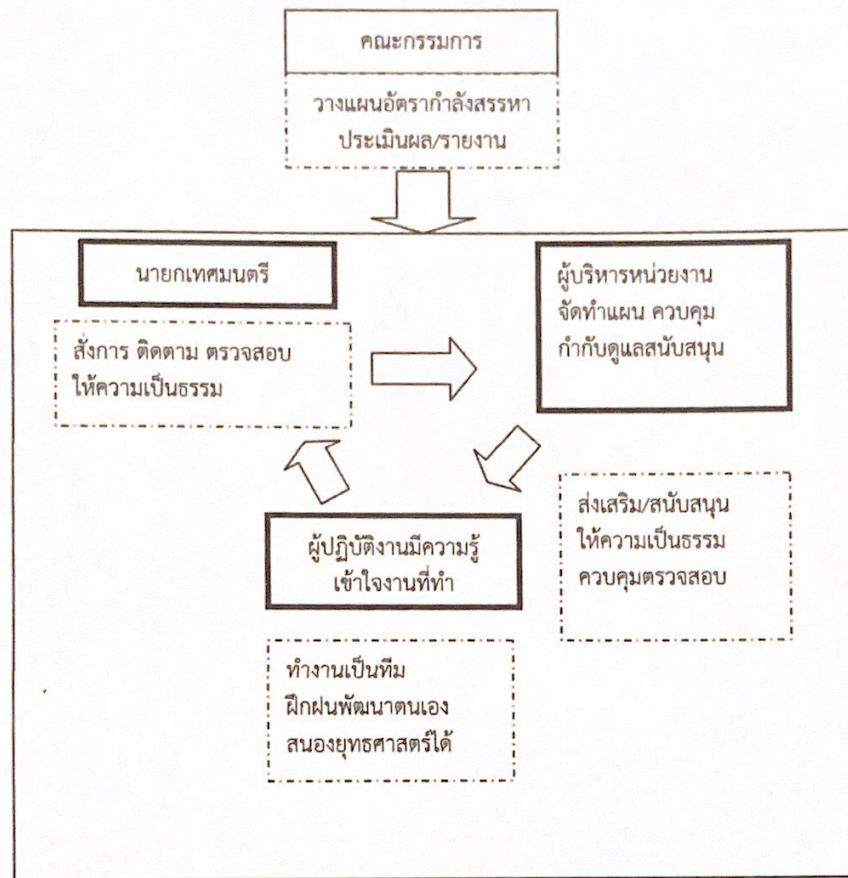 คณะกรรมการ
วางแผนอัตรากำลังสรรหา
ประเมินผล/รายงาน
นายกเทศมนตรี
สั่งการ ติดตาม ตรวจสอบ
ให้ความเป็นธรรม
ผู้บริหารหน่วยงาน
จัดทำแผน ควบคุม
กำกับดูแลสนับสนุน
ส่งเสริม/สนับสนุน
ให้ความเป็นธรรม
ควบคุมตรวจสอบ
ผู้ปฏิบัติงานมีความรู้
เข้าใจงานที่ทำ
ทำงานเป็นทีม
ฝึกฝนพัฒนาตนเอง
สนองยุทธศาสตร์ได้